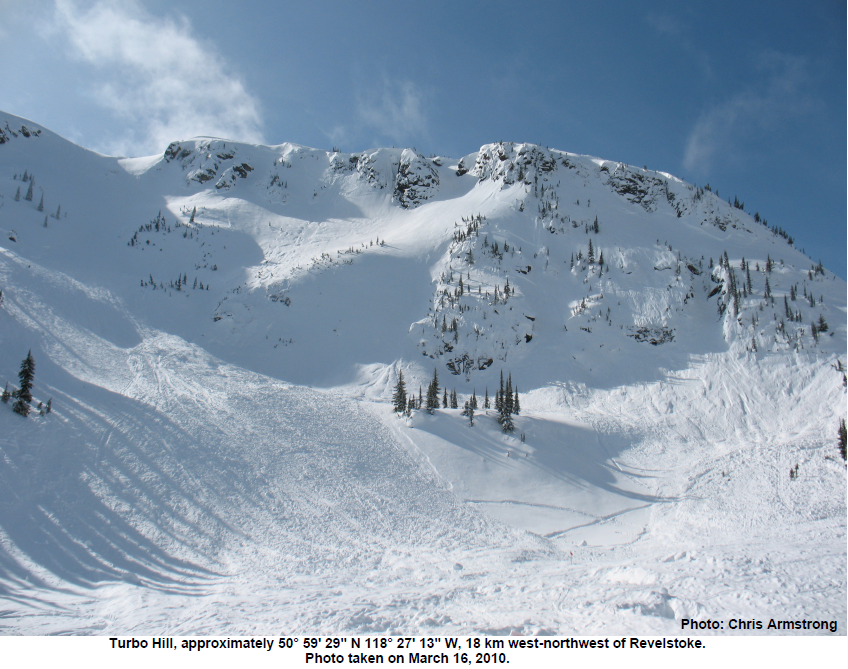 Photo: Chris Armstrong
Turbo Hill, approximately 50° 59' 29" N 118° 27' 13" W, 18 km west-northwest of Revelstoke.
Photo taken on March 16, 2010.